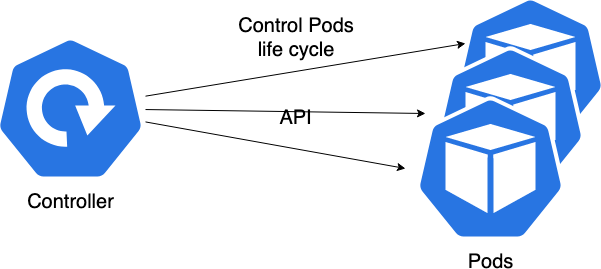 Control Pods
life cycle
API
Controller
Pods